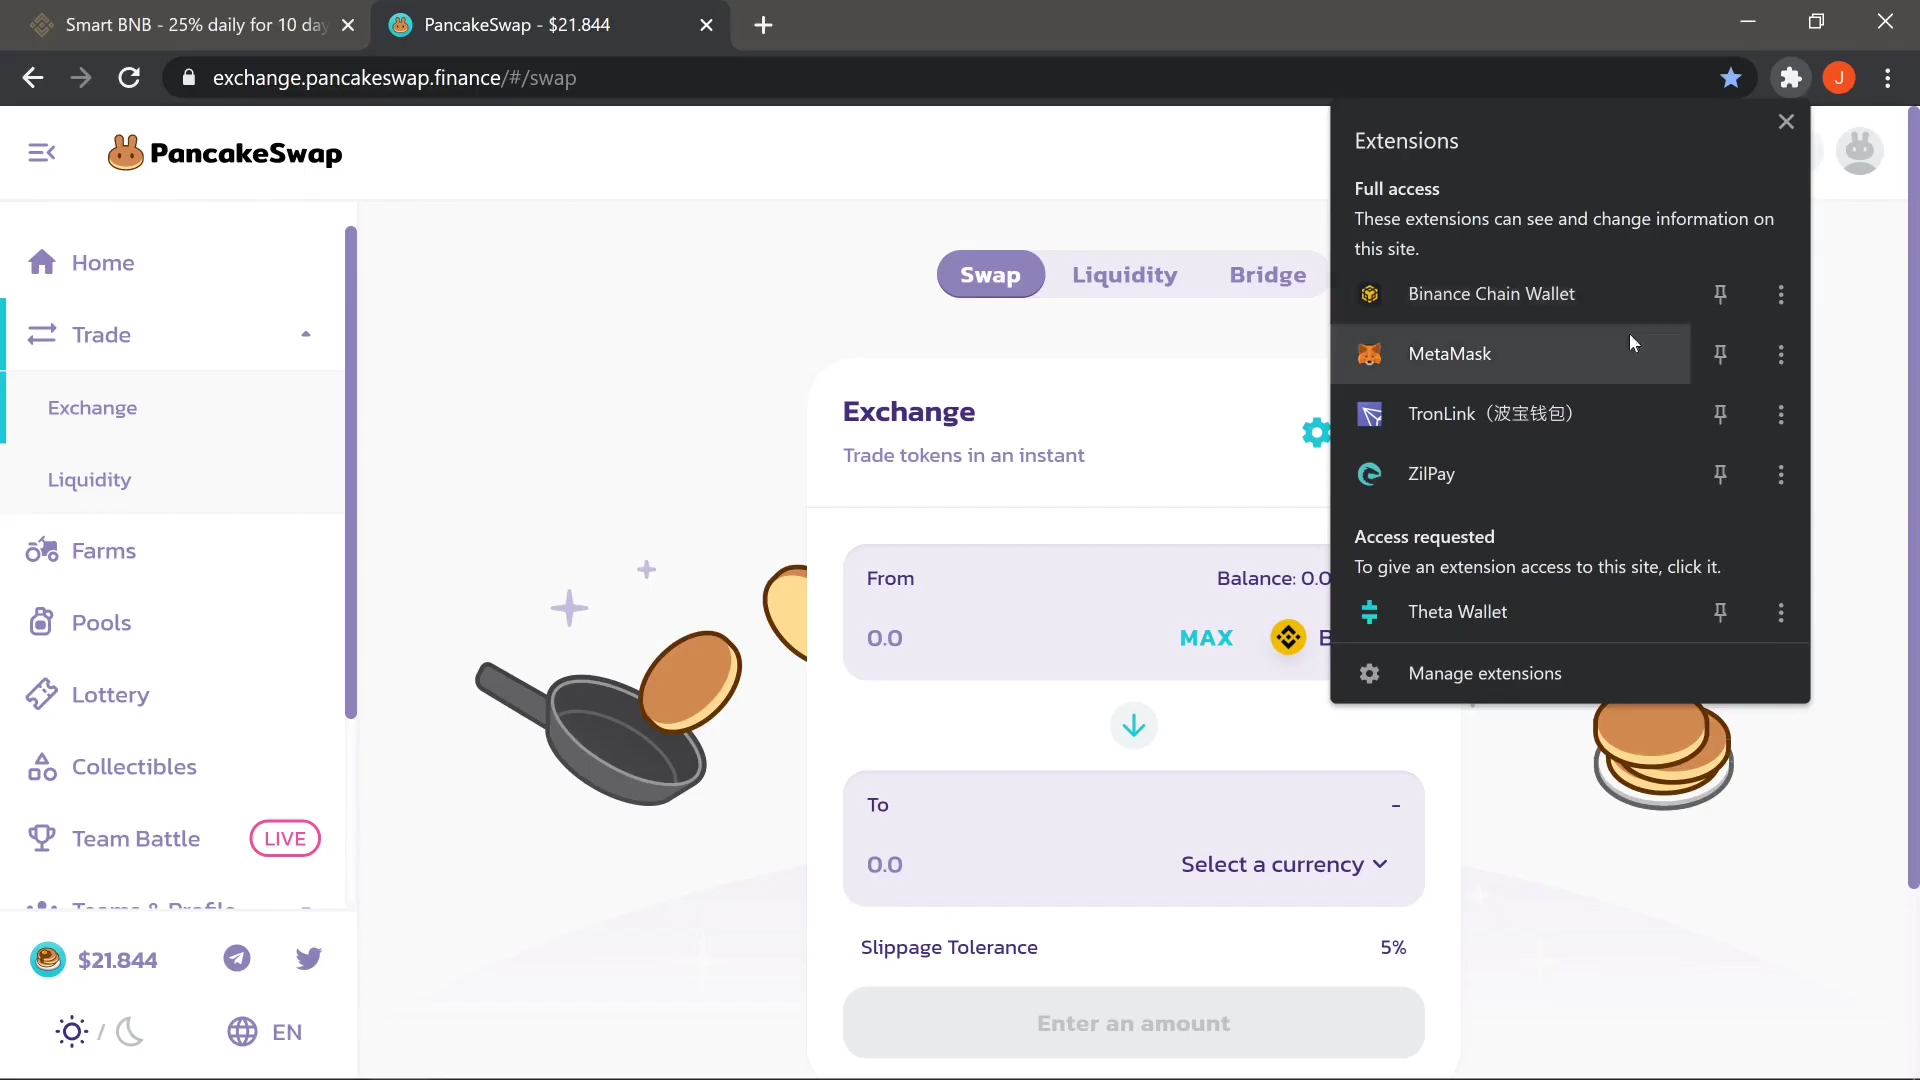 Smart BNB - 25% daily for 10 day
PancakeSwap - $21.844
exchange.pancakeswap.finance/#/swap
J
PancakeSwap
Home
Trade
Exchange
Liquidity
Farms
Pools
Lottery
Collectibles
Team Battle
LIVE
Teams & Profile
$21.844
/
EN
Swap
Liquidity
Bridge
Exchange
Trade tokens in an instant
From
Balance: 0.0
0.0
MAX
B
To
-
0.0
Select a currency
Slippage Tolerance
5%
Enter an amount
Extensions
Full access
These extensions can see and change information on
this site.
Binance Chain Wallet
MetaMask
TronLink（波宝钱包）
ZilPay
Access requested
To give an extension access to this site, click it.
Theta Wallet
Manage extensions